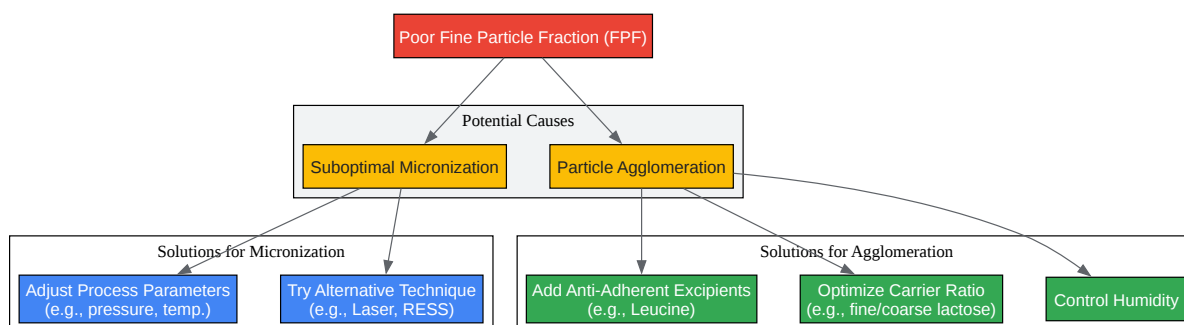 Poor Fine Particle Fraction (FPF)
Potential Causes
Suboptimal Micronization
Particle Agglomeration
Solutions for Micronization
Solutions for Agglomeration
Adjust Process Parameters
(e.g., pressure, temp.)
Try Alternative Technique
(e.g., Laser, RESS)
Add Anti-Adherent Excipients
(e.g., Leucine)
Optimize Carrier Ratio
(e.g., fine/coarse lactose)
Control Humidity